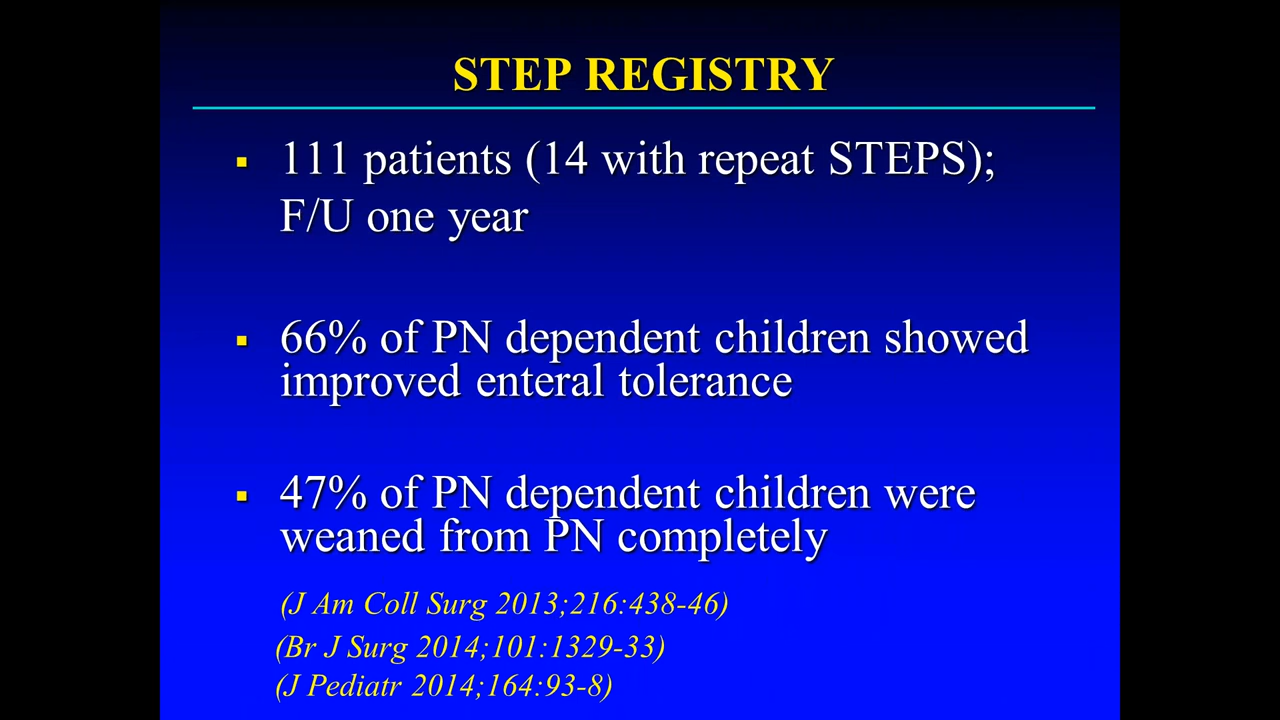 STEP REGISTRY
▪ 111 patients (14 with repeat STEPS);
F/U one year
▪ 66% of PN dependent children showed
improved enteral tolerance
▪ 47% of PN dependent children were
weaned from PN completely
(J Am Coll Surg 2013;216:438-46)
(Br J Surg 2014;101:1329-33)
(J Pediatr 2014;164:93-8)